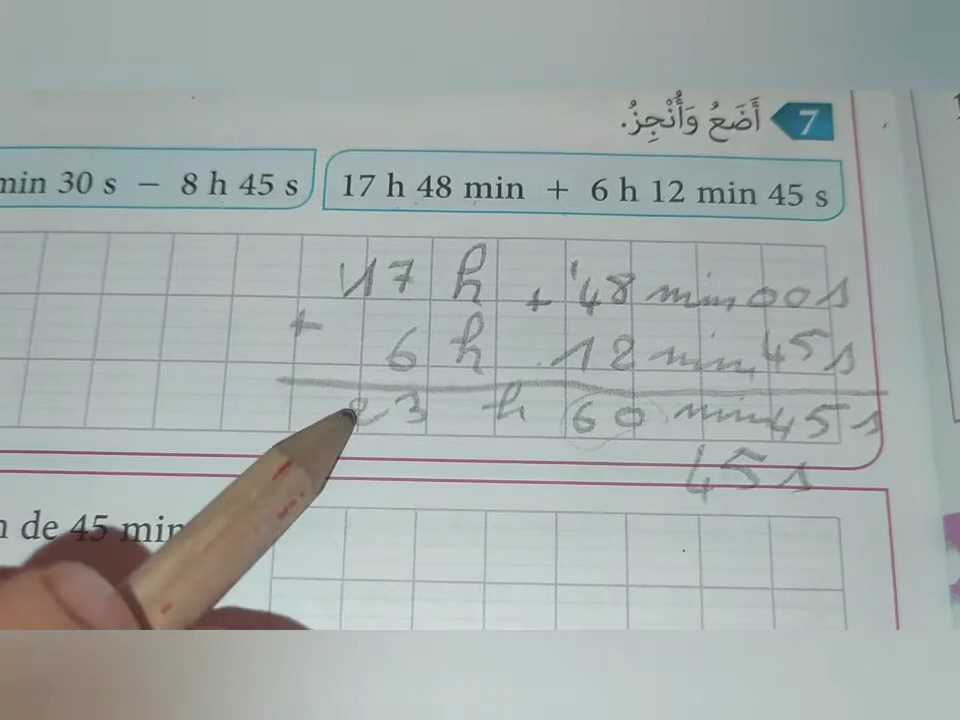 7 أَضَعُ وَأُنْجِزُ.
min 30 s − 8 h 45 s
17 h 48 min + 6 h 12 min 45 s
17 h + 48 min 00 s
+ 6 h 12 min 45 s
23 h 60 min 45 s
45 s
de 45 min